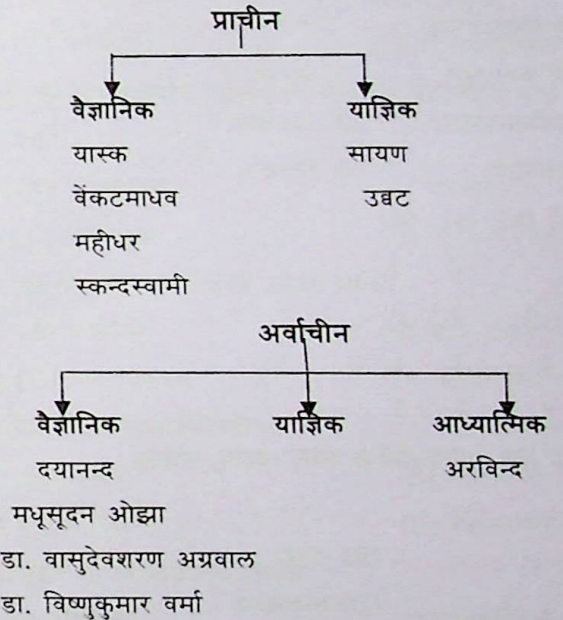 प्राचीन
वैज्ञानिक याज्ञिक
यास्क सायण
वेंकटमाधव उव्वट
महीधर
स्कन्दस्वामी
अर्वाचीन
वैज्ञानिक याज्ञिक आध्यात्मिक
दयानन्द अरविन्द
मधूसूदन ओझा
डा. वासुदेवशरण अग्रवाल
डा. विष्णुकुमार वर्मा